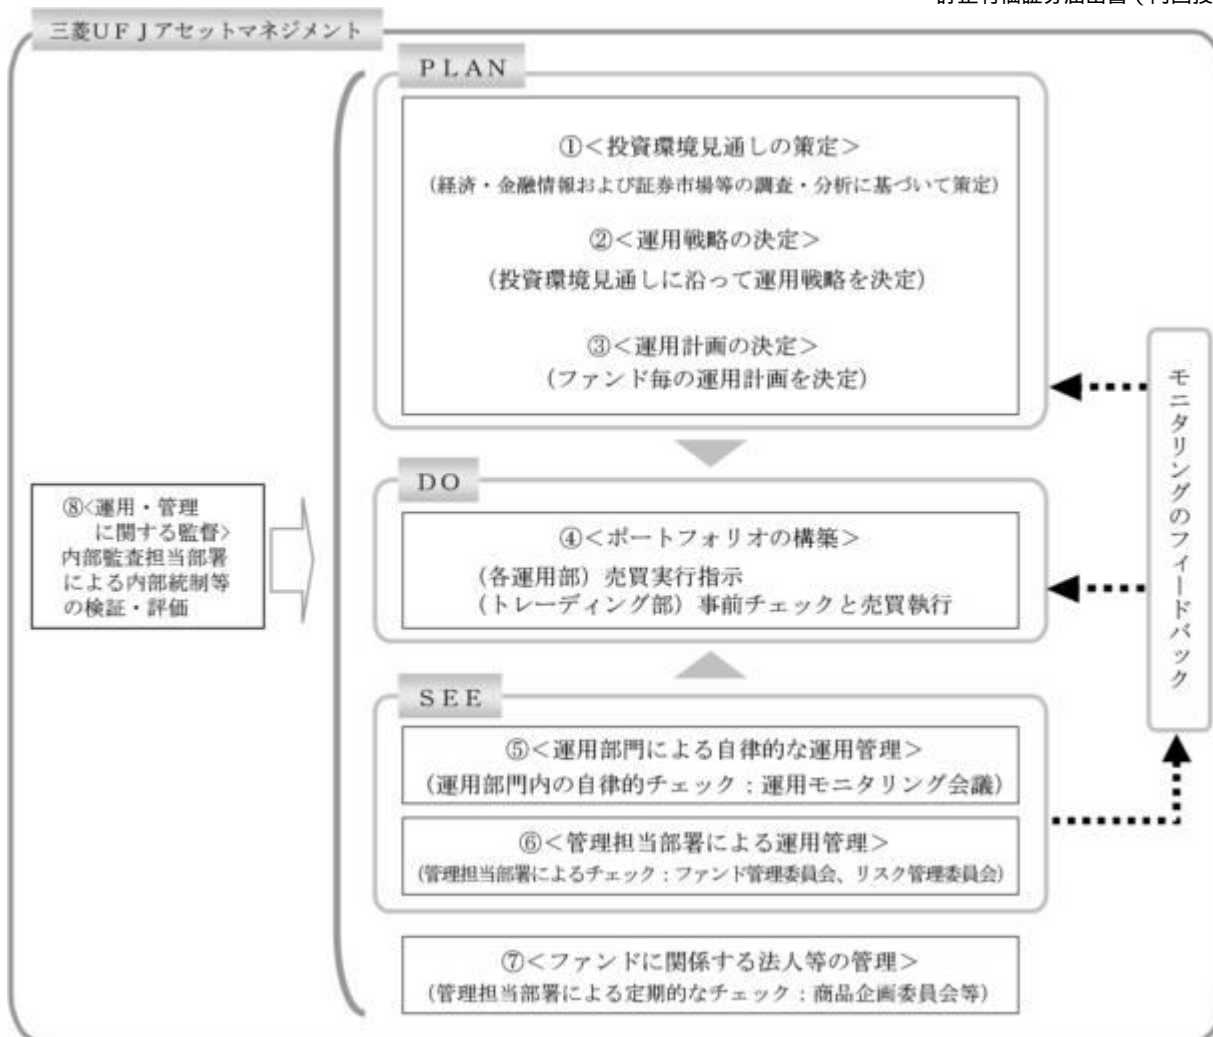 三菱UFJアセットマネジメント
PLAN
①<投資環境見通しの策定>
(経済・金融情報および証券市場等の調査・分析に基づいて策定)
②<運用戦略の決定>
(投資環境見通しに沿って運用戦略を決定)
③<運用計画の決定>
(ファンド毎の運用計画を決定)
DO
④<ポートフォリオの構築>
(各運用部)売買実行指示
(トレーディング部)事前チェックと売買執行
SEE
⑤<運用部門による自律的な運用管理>
(運用部門内の自律的チェック:運用モニタリング会議)
⑥<管理担当部署による運用管理>
(管理担当部署によるチェック:ファンド管理委員会、リスク管理委員会)
⑦<ファンドに関係する法人等の管理>
(管理担当部署による定期的なチェック:商品企画委員会等)
⑧<運用・管理
に関する監督>
内部監査担当部署
による内部統制等
の検証・評価
モニタリングのフィードバック